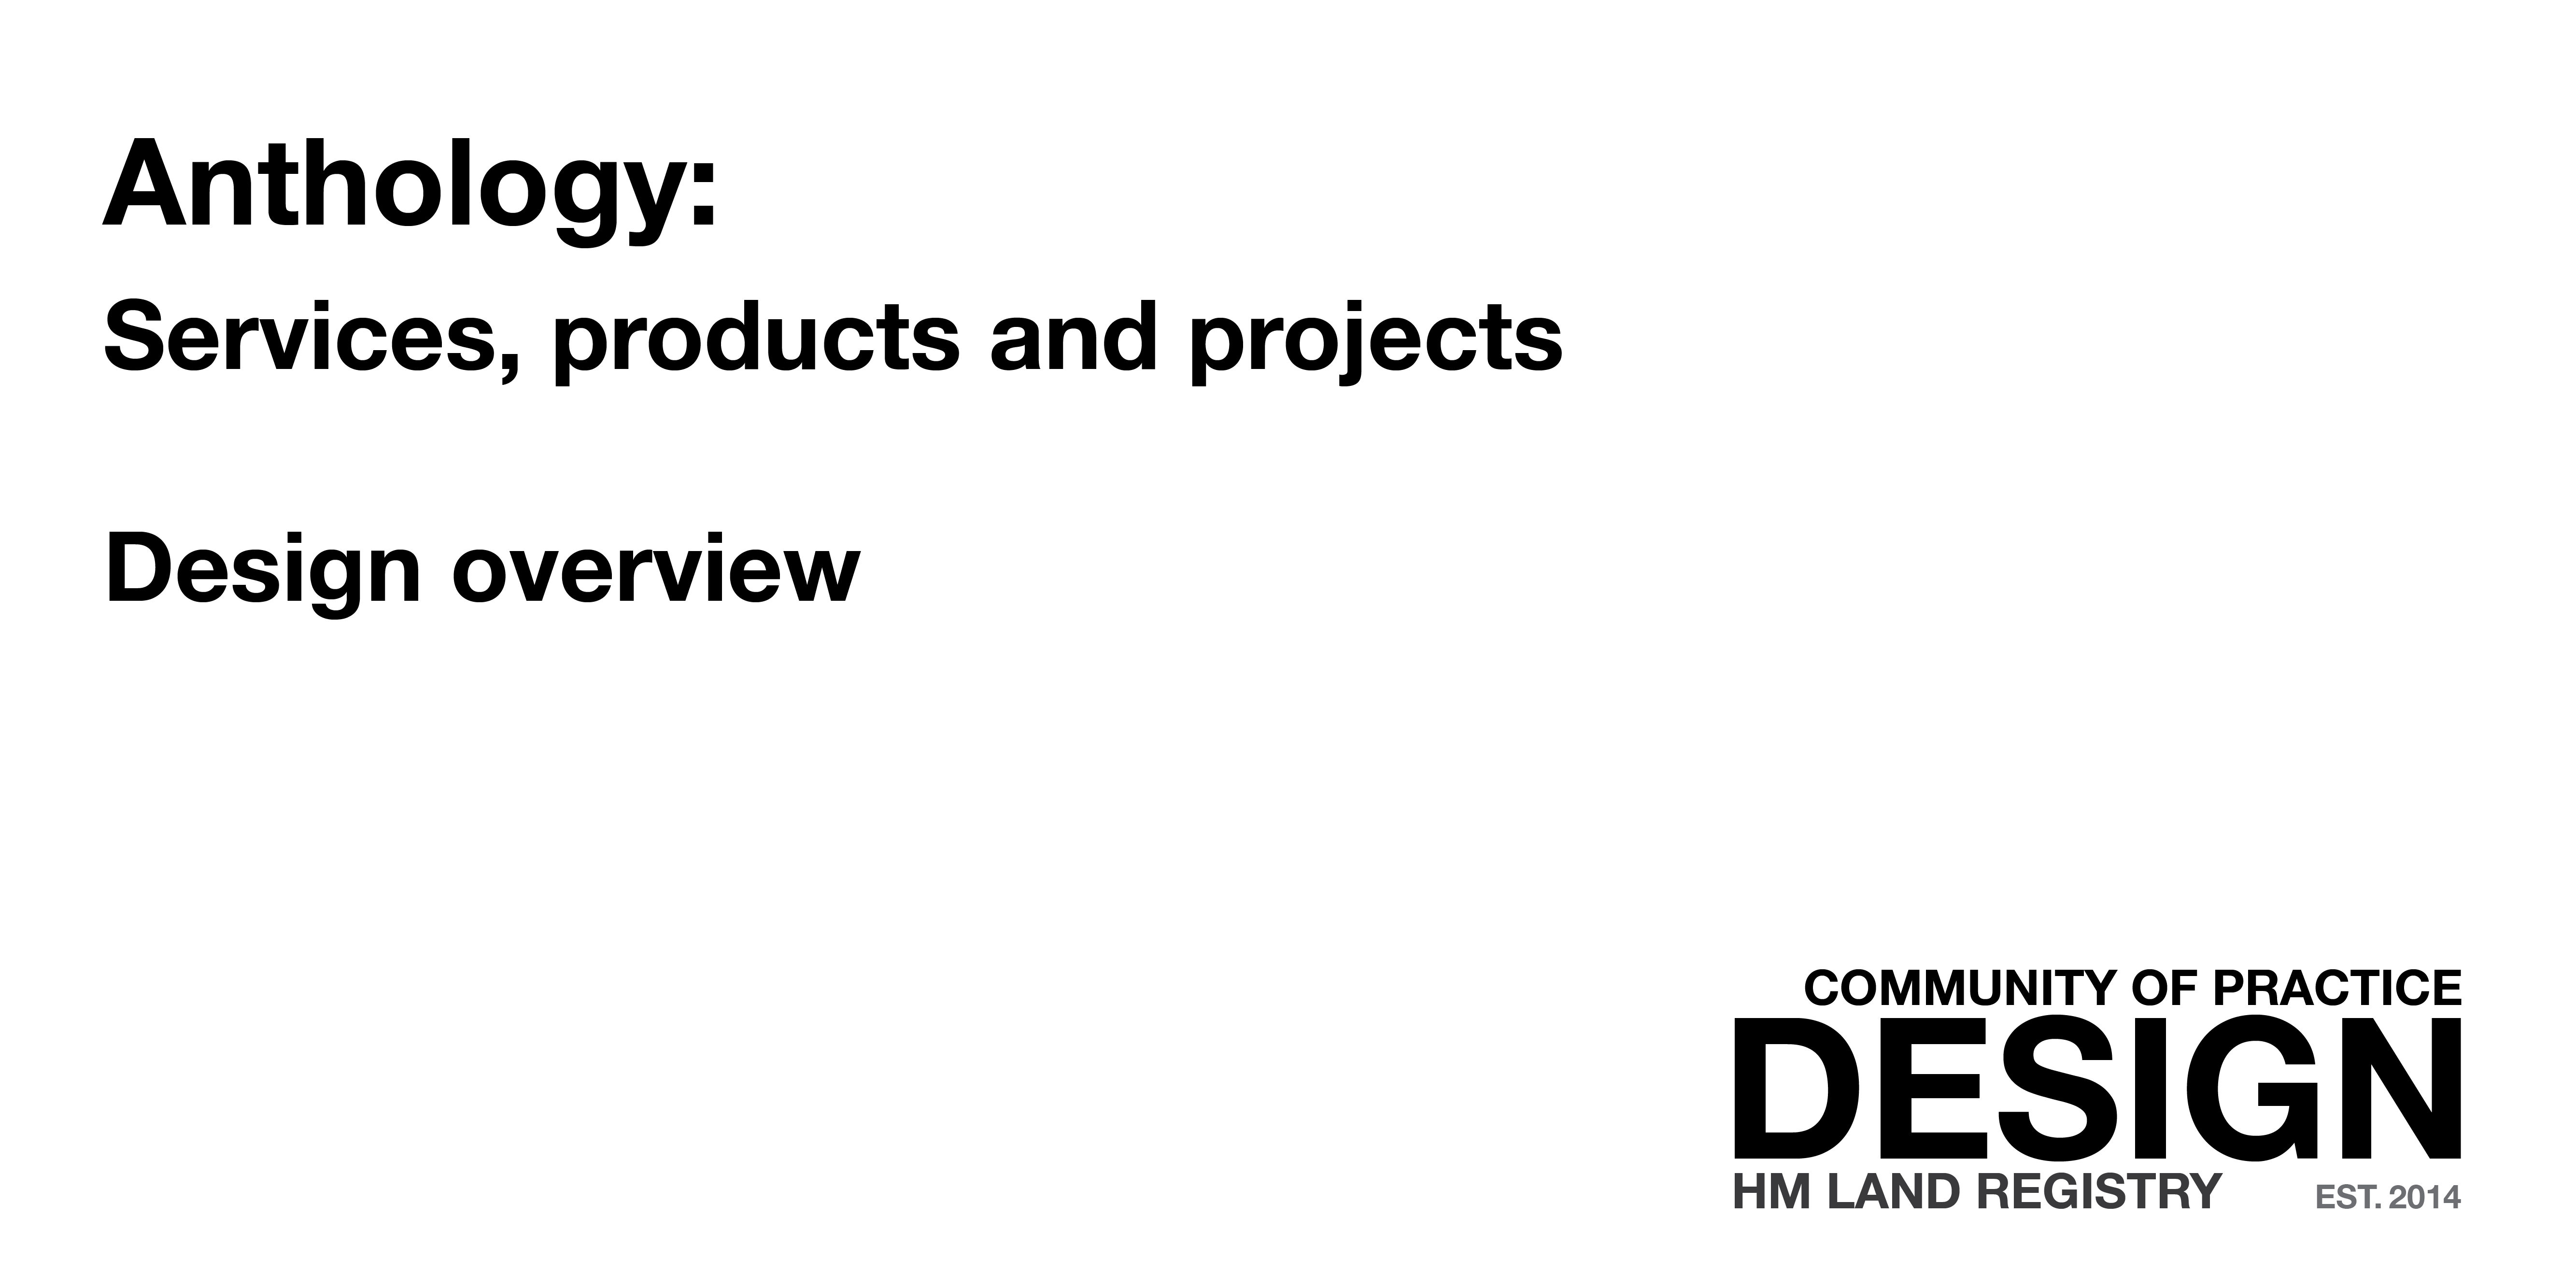 Anthology:
Services, products and projects
Design overview
COMMUNITY OF PRACTICE
DESIGN
HM LAND REGISTRY EST. 2014